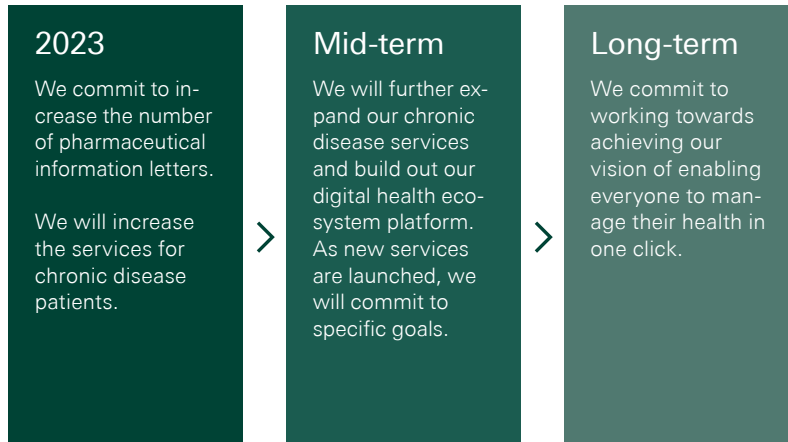 2023
We commit to in-
crease the number
of pharmaceutical
information letters.
We will increase
the services for
chronic disease
patients.
Mid-term
We will further ex-
pand our chronic
disease services
and build out our
digital health eco-
system platform.
As new services
are launched, we
will commit to
specific goals.
Long-term
We commit to
working towards
achieving our
vision of enabling
everyone to man-
age their health in
one click.